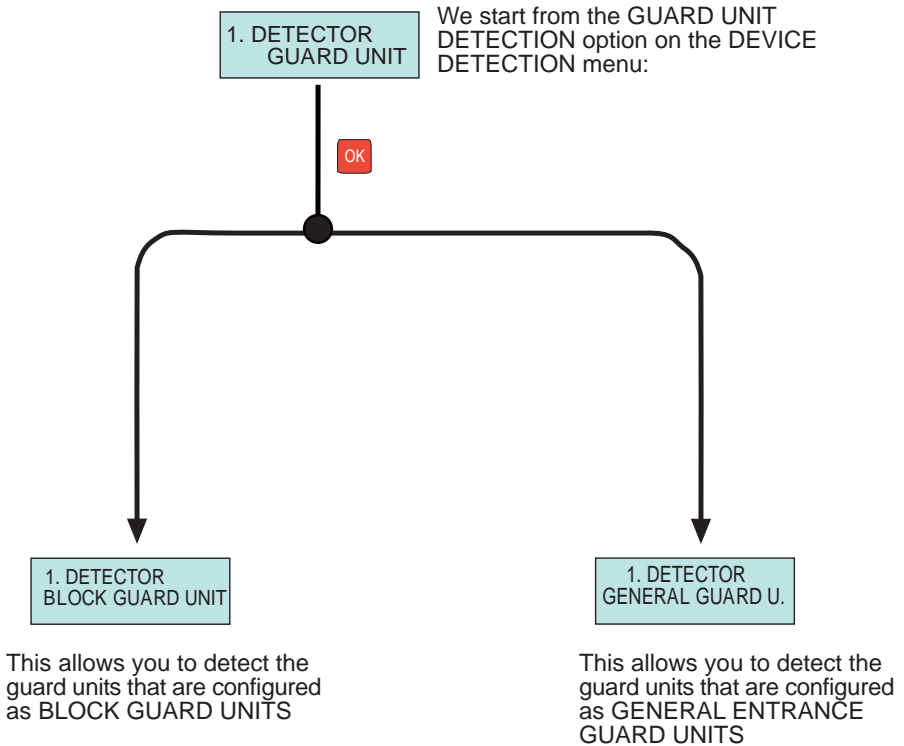 1. DETECTOR
GUARD UNIT
We start from the GUARD UNIT
DETECTION option on the DEVICE
DETECTION menu:
OK
1. DETECTOR
BLOCK GUARD UNIT
This allows you to detect the
guard units that are configured
as BLOCK GUARD UNITS
1. DETECTOR
GENERAL GUARD U.
This allows you to detect the
guard units that are configured
as GENERAL ENTRANCE
GUARD UNITS